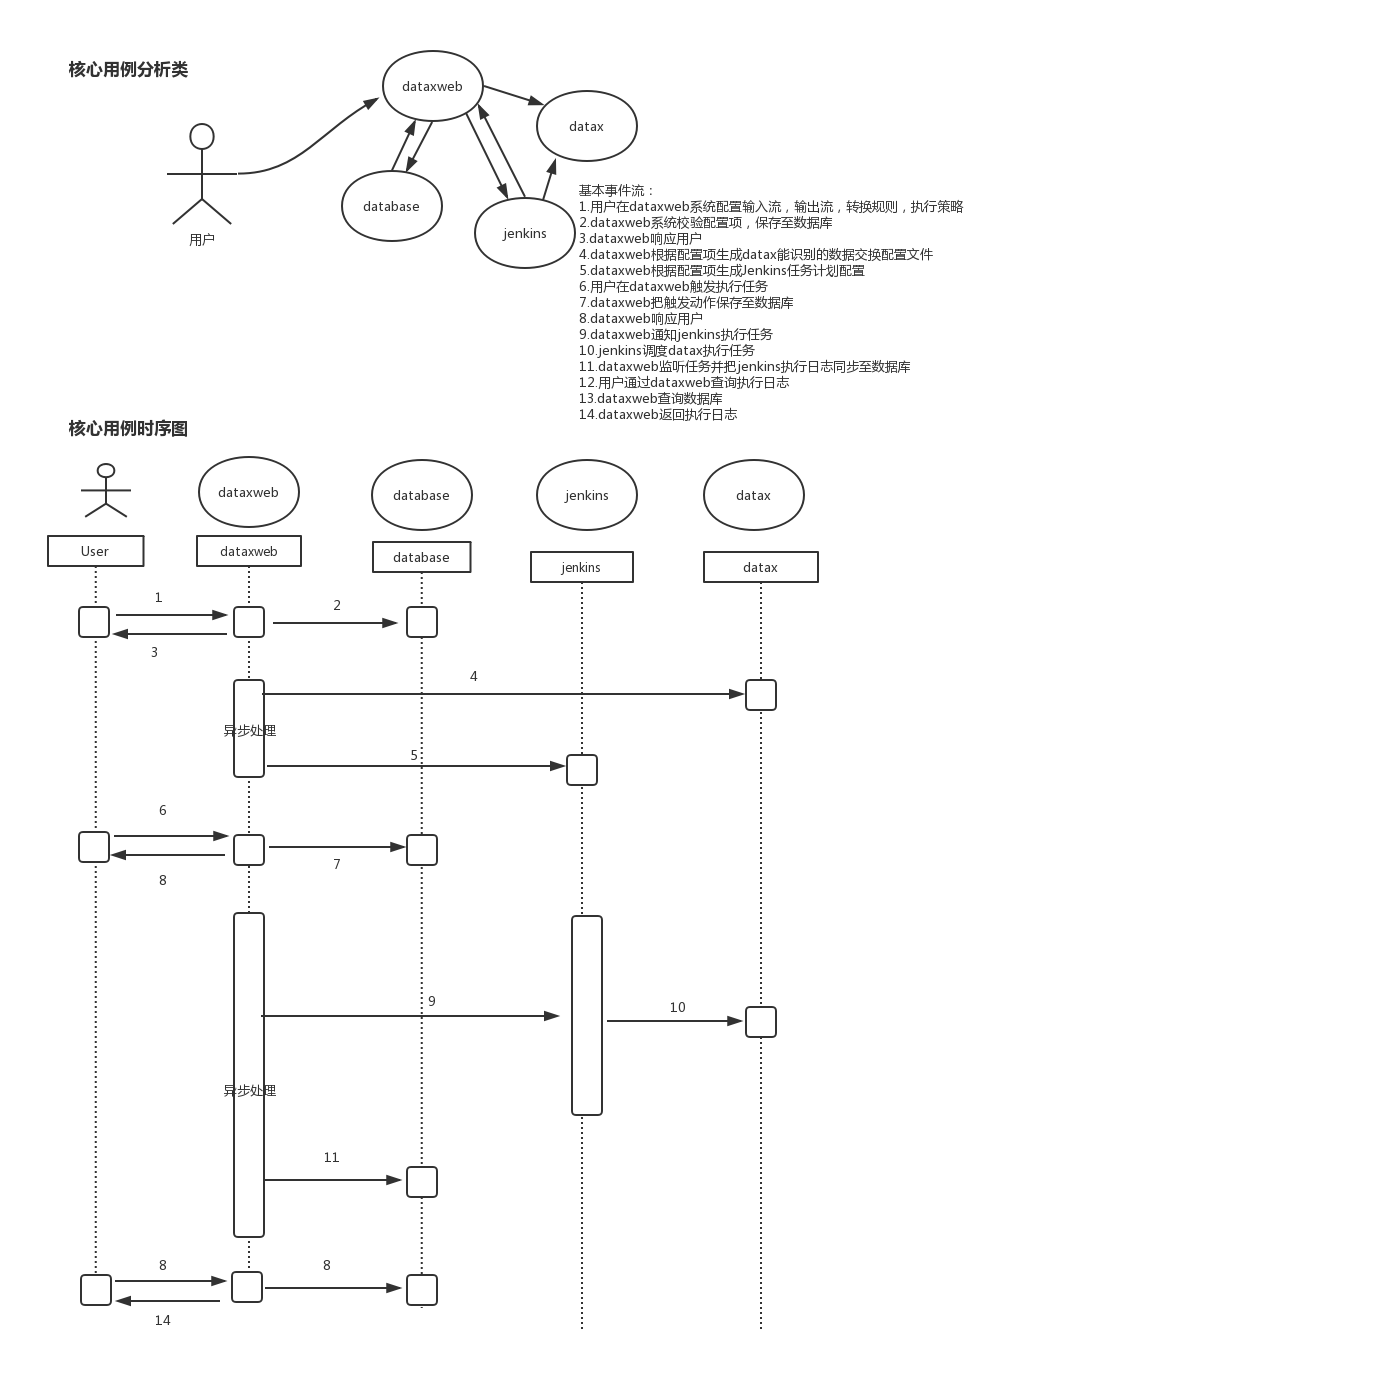 核心用例分析类
dataxweb
datax
database
jenkins
用户
基本事件流：
1.用户在dataxweb系统配置输入流，输出流，转换规则，执行策略
2.dataxweb系统校验配置项，保存至数据库
3.dataxweb响应用户
4.dataxweb根据配置项生成datax能识别的数据交换配置文件
5.dataxweb根据配置项生成Jenkins任务计划配置
6.用户在dataxweb触发执行任务
7.dataxweb把触发动作保存至数据库
8.dataxweb响应用户
9.dataxweb通知jenkins执行任务
10.jenkins调度datax执行任务
11.dataxweb监听任务并把jenkins执行日志同步至数据库
12.用户通过dataxweb查询执行日志
13.dataxweb查询数据库
14.dataxweb返回执行日志
核心用例时序图
dataxweb
database
jenkins
datax
User
dataxweb
database
jenkins
datax
1
2
3
4
异步处理
5
6
7
8
9
10
异步处理
11
8
8
14